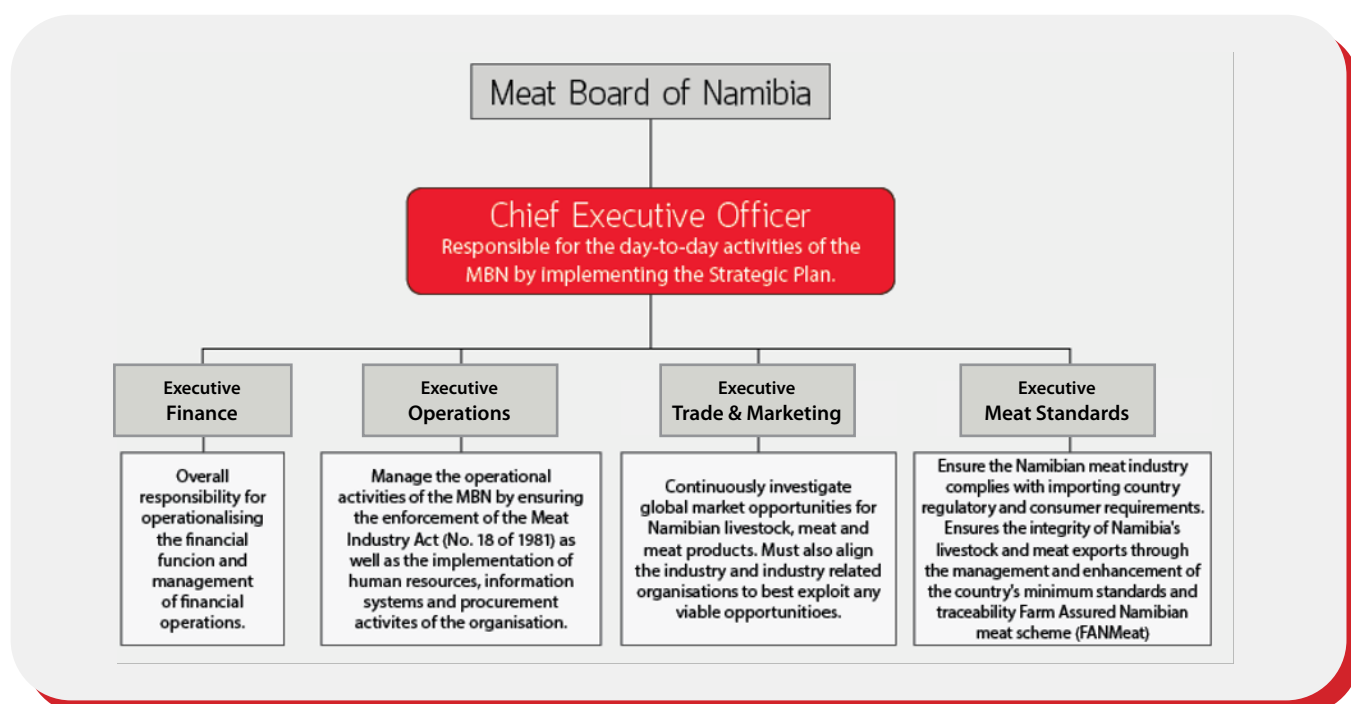 Meat Board of Namibia
Chief Executive Officer
Responsible for the day-to-day activities of the
MBN by implementing the Strategic Plan.
Executive
Finance
Overall
responsibility for
operationalising
the financial
funcion and
management
of financial
operations.
Executive
Operations
Manage the operational
activities of the MBN by ensuring
the enforcement of the Meat
Industry Act (No. 18 of 1981) as
well as the implementation of
human resources, information
systems and procurement
activites of the organisation.
Executive
Trade & Marketing
Continuously investigate
global market opportunities for
Namibian livestock, meat and
meat products. Must also align
the industry and industry related
organisations to best exploit any
viable opportunitioes.
Executive
Meat Standards
Ensure the Namibian meat industry
complies with importing country
regulatory and consumer requirements.
Ensures the integrity of Namibia's
livestock and meat exports through
the management and enhancement of
the country's minimum standards and
traceability Farm Assured Namibian
meat scheme (FANMeat)